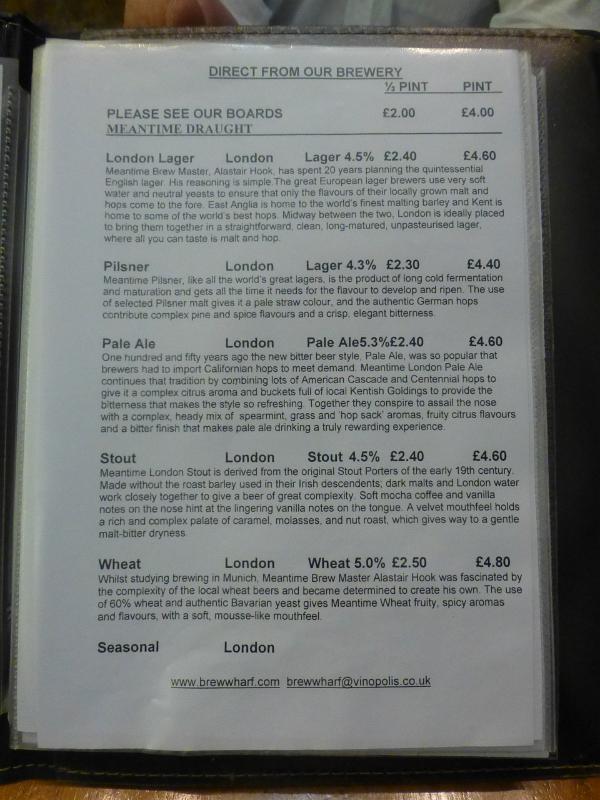 DIRECT FROM OUR BREWERY
½ PINT PINT
PLEASE SEE OUR BOARDS £2.00 £4.00
MEANTIME DRAUGHT
London Lager London Lager 4.5% £2.40 £4.60
Meantime Brew Master, Alastair Hook, has spent 20 years planning the quintessential
English lager. His reasoning is simple.The great European lager brewers use very soft
water and neutral yeasts to ensure that only the flavours of their locally grown malt and
hops come to the fore. East Anglia is home to the world's finest malting barley and Kent is
home to some of the world's best hops. Midway between the two, London is ideally placed
to bring them together in a straightforward, clean, long-matured, unpasteurised lager,
where all you can taste is malt and hop.
Pilsner London Lager 4.3% £2.30 £4.40
Meantime Pilsner, like all the world's great lagers, is the product of long cold fermentation
and maturation and gets all the time it needs for the flavour to develop and ripen. The use
of selected Pilsner malt gives it a pale straw colour, and the authentic German hops
contribute complex pine and spice flavours and a crisp, elegant bitterness.
Pale Ale London Pale Ale5.3%£2.40 £4.60
One hundred and fifty years ago the new bitter beer style, Pale Ale, was so popular that
brewers had to import Californian hops to meet demand. Meantime London Pale Ale
continues that tradition by combining lots of American Cascade and Centennial hops to
give it a complex citrus aroma and buckets full of local Kentish Goldings to provide the
bitterness that makes the style so refreshing. Together they conspire to assail the nose
with a complex, heady mix of spearmint, grass and 'hop sack' aromas, fruity citrus flavours
and a bitter finish that makes pale ale drinking a truly rewarding experience.
Stout London Stout 4.5% £2.40 £4.60
Meantime London Stout is derived from the original Stout Porters of the early 19th century.
Made without the roast barley used in their Irish descendents; dark malts and London water
work closely together to give a beer of great complexity. Soft mocha coffee and vanilla
notes on the nose hint at the lingering vanilla notes on the tongue. A velvet mouthfeel holds
a rich and complex palate of caramel, molasses, and nut roast, which gives way to a gentle
malt-bitter dryness
Wheat London Wheat 5.0% £2.50 £4.80
Whilst studying brewing in Munich, Meantime Brew Master Alastair Hook was fascinated by
the complexity of the local wheat beers and became determined to create his own. The use
of 60% wheat and authentic Bavarian yeast gives Meantime Wheat fruity, spicy aromas
and flavours, with a soft, mousse-like mouthfeel.
Seasonal London
www.brewwharf.com brewwharf@vinopolis.co.uk